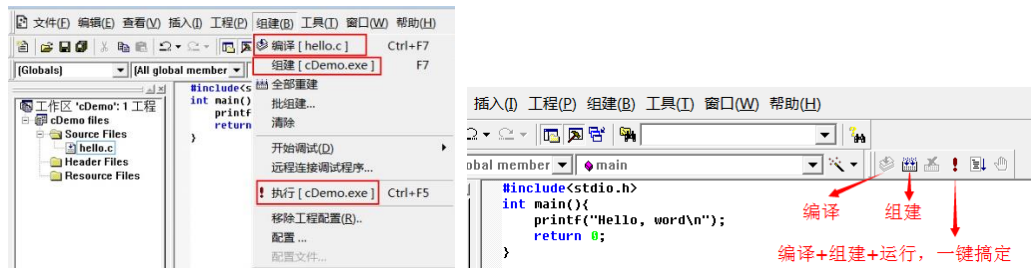 文件(F) 编辑(E) 查看(V) 插入(I) 工程(P) 组建(B) 工具(T) 窗口(W) 帮助(H)
编译 [ hello.c ] Ctrl+F7
组建 [ cDemo.exe ] F7
全部重建
批组建...
清除
开始调试(D)
远程连接调试程序...
执行 [ cDemo.exe ] Ctrl+F5
移除工程配置(R)..
配置 ...
配置文件...
(Globals) [All global member
工作区 'cDemo': 1 工程
cDemo files
Source Files
hello.c
Header Files
Resource Files
#include<s
int main()
printf
return
}
插入(I) 工程(P) 组建(B) 工具(T) 窗口(W) 帮助(H)
obal member main
#include<stdio.h>
int main(){
printf("Hello, word\n");
return 0;
}
编译 组建
编译+组建+运行，一键搞定